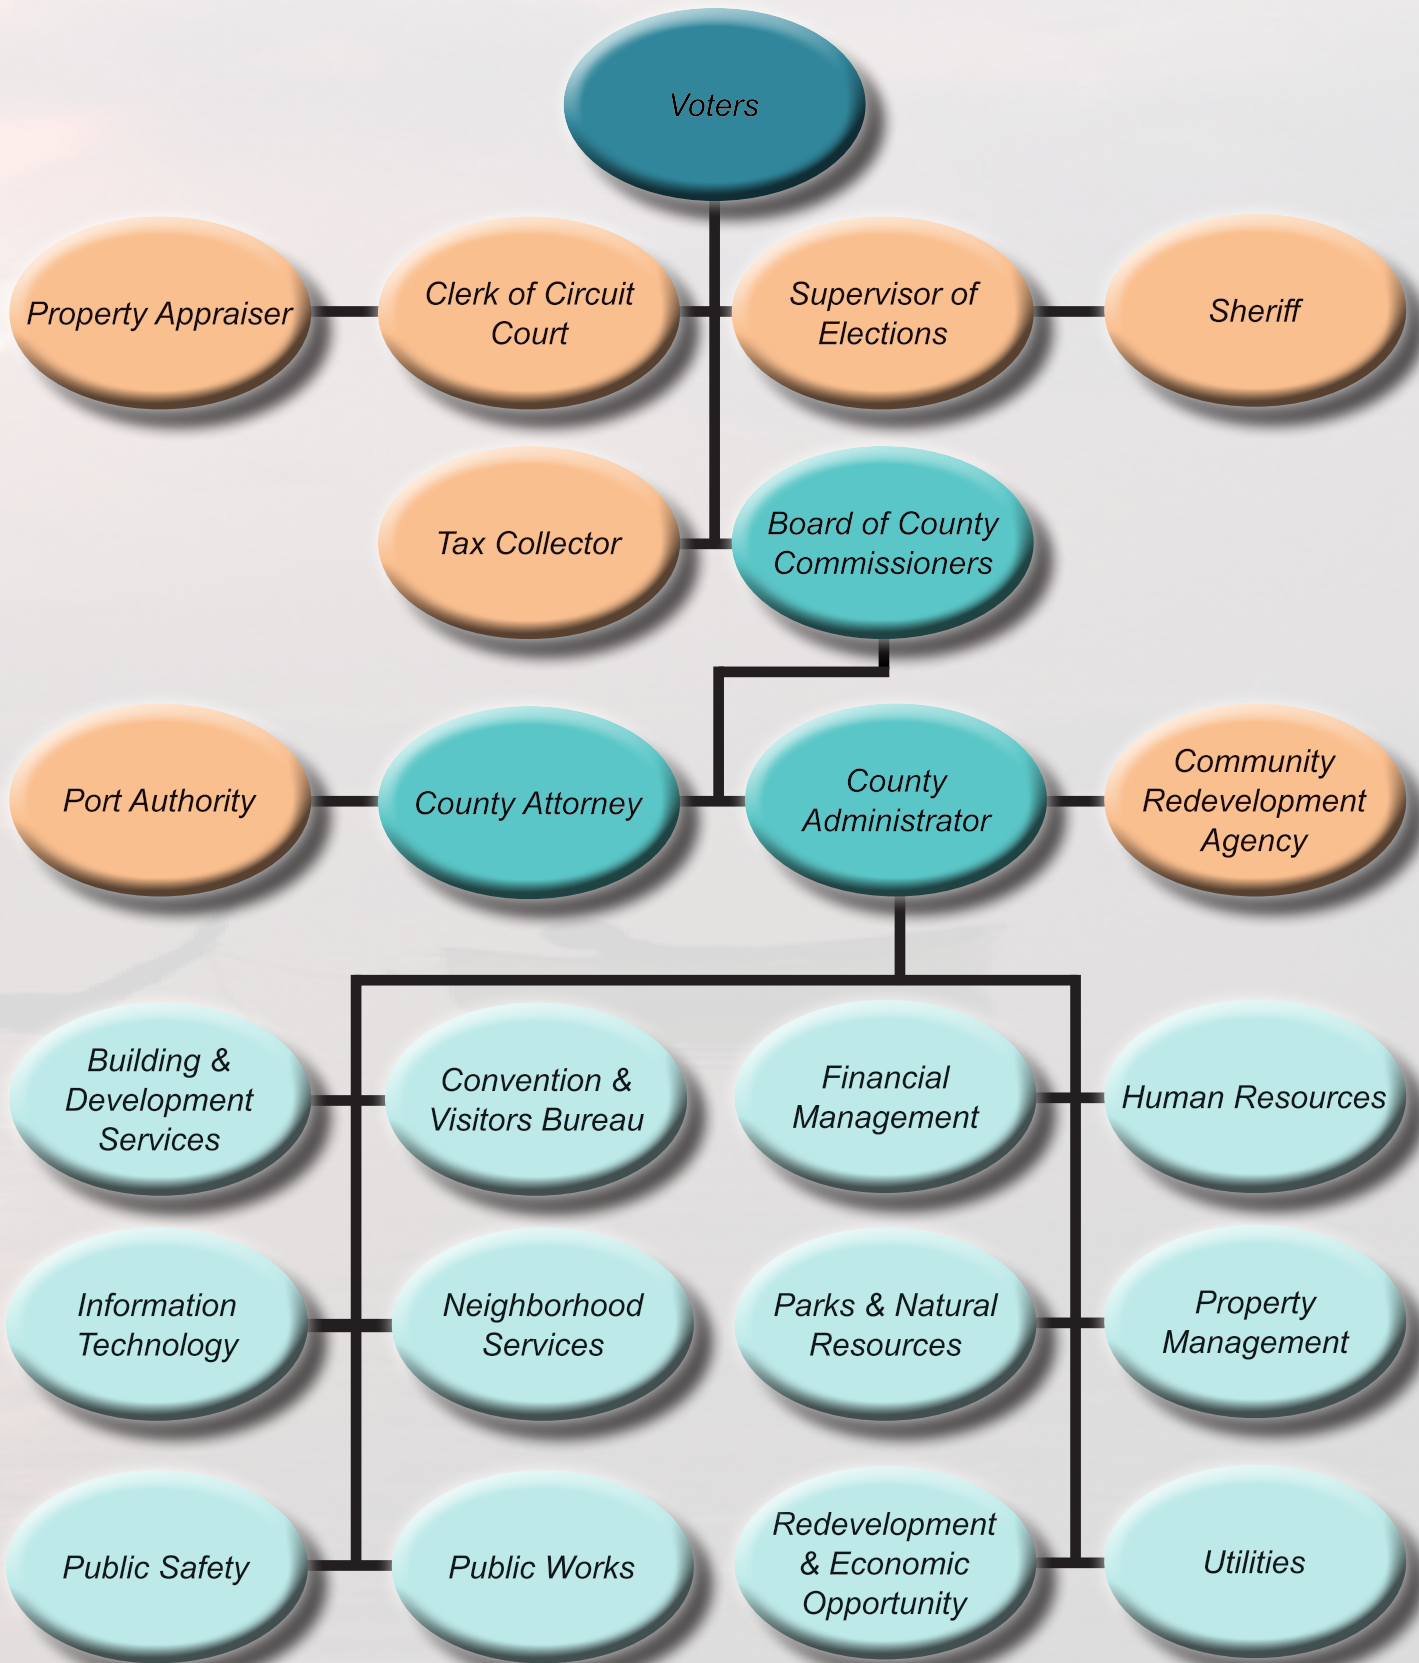 Voters
Property Appraiser
Clerk of Circuit
Court
Supervisor of
Elections
Sheriff
Tax Collector
Board of County
Commissioners
Port Authority
County Attorney
County
Administrator
Community
Redevelopment
Agency
Building &
Development
Services
Convention &
Visitors Bureau
Financial
Management
Human Resources
Information
Technology
Neighborhood
Services
Parks & Natural
Resources
Property
Management
Public Safety
Public Works
Redevelopment
& Economic
Opportunity
Utilities